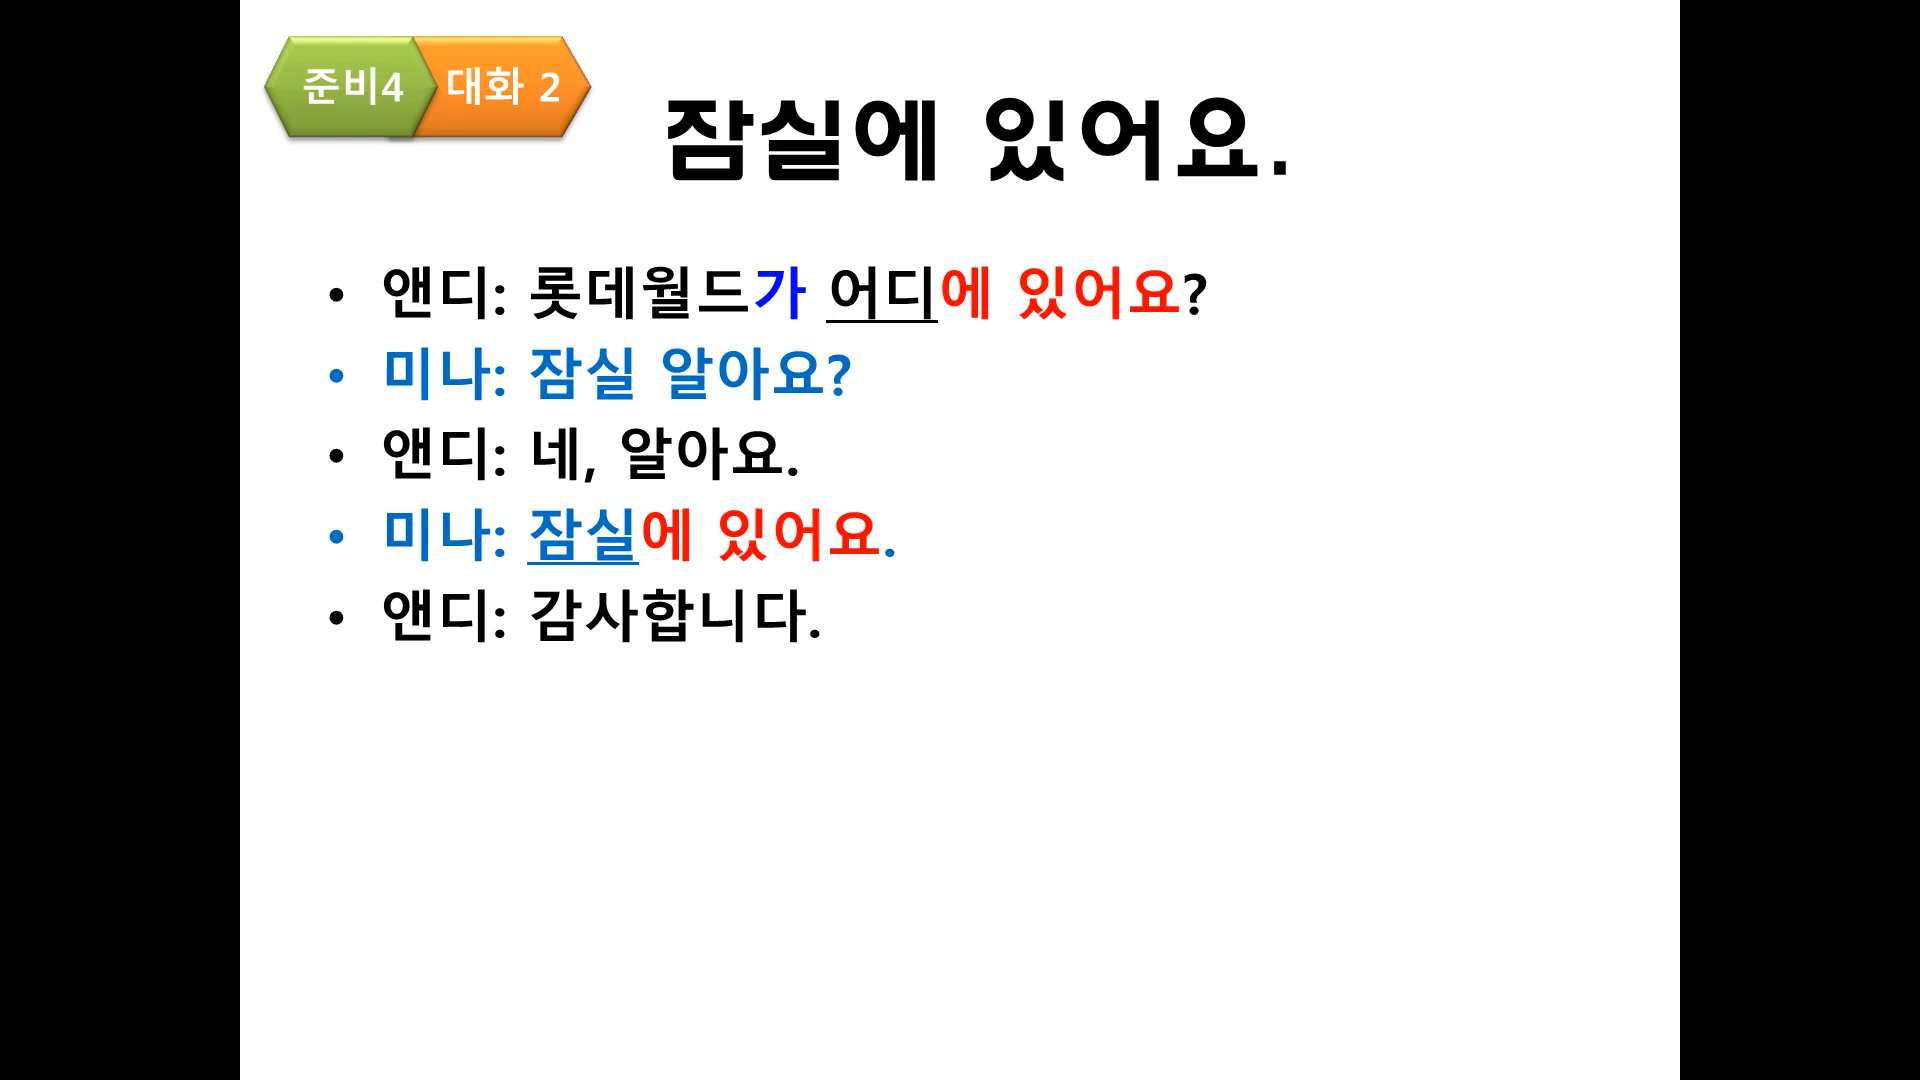 준비4 대화 2
잠실에 있어요.
• 앤디: 롯데월드가 어디에 있어요?
• 미나: 잠실 알아요?
• 앤디: 네, 알아요.
• 미나: 잠실에 있어요.
• 앤디: 감사합니다.